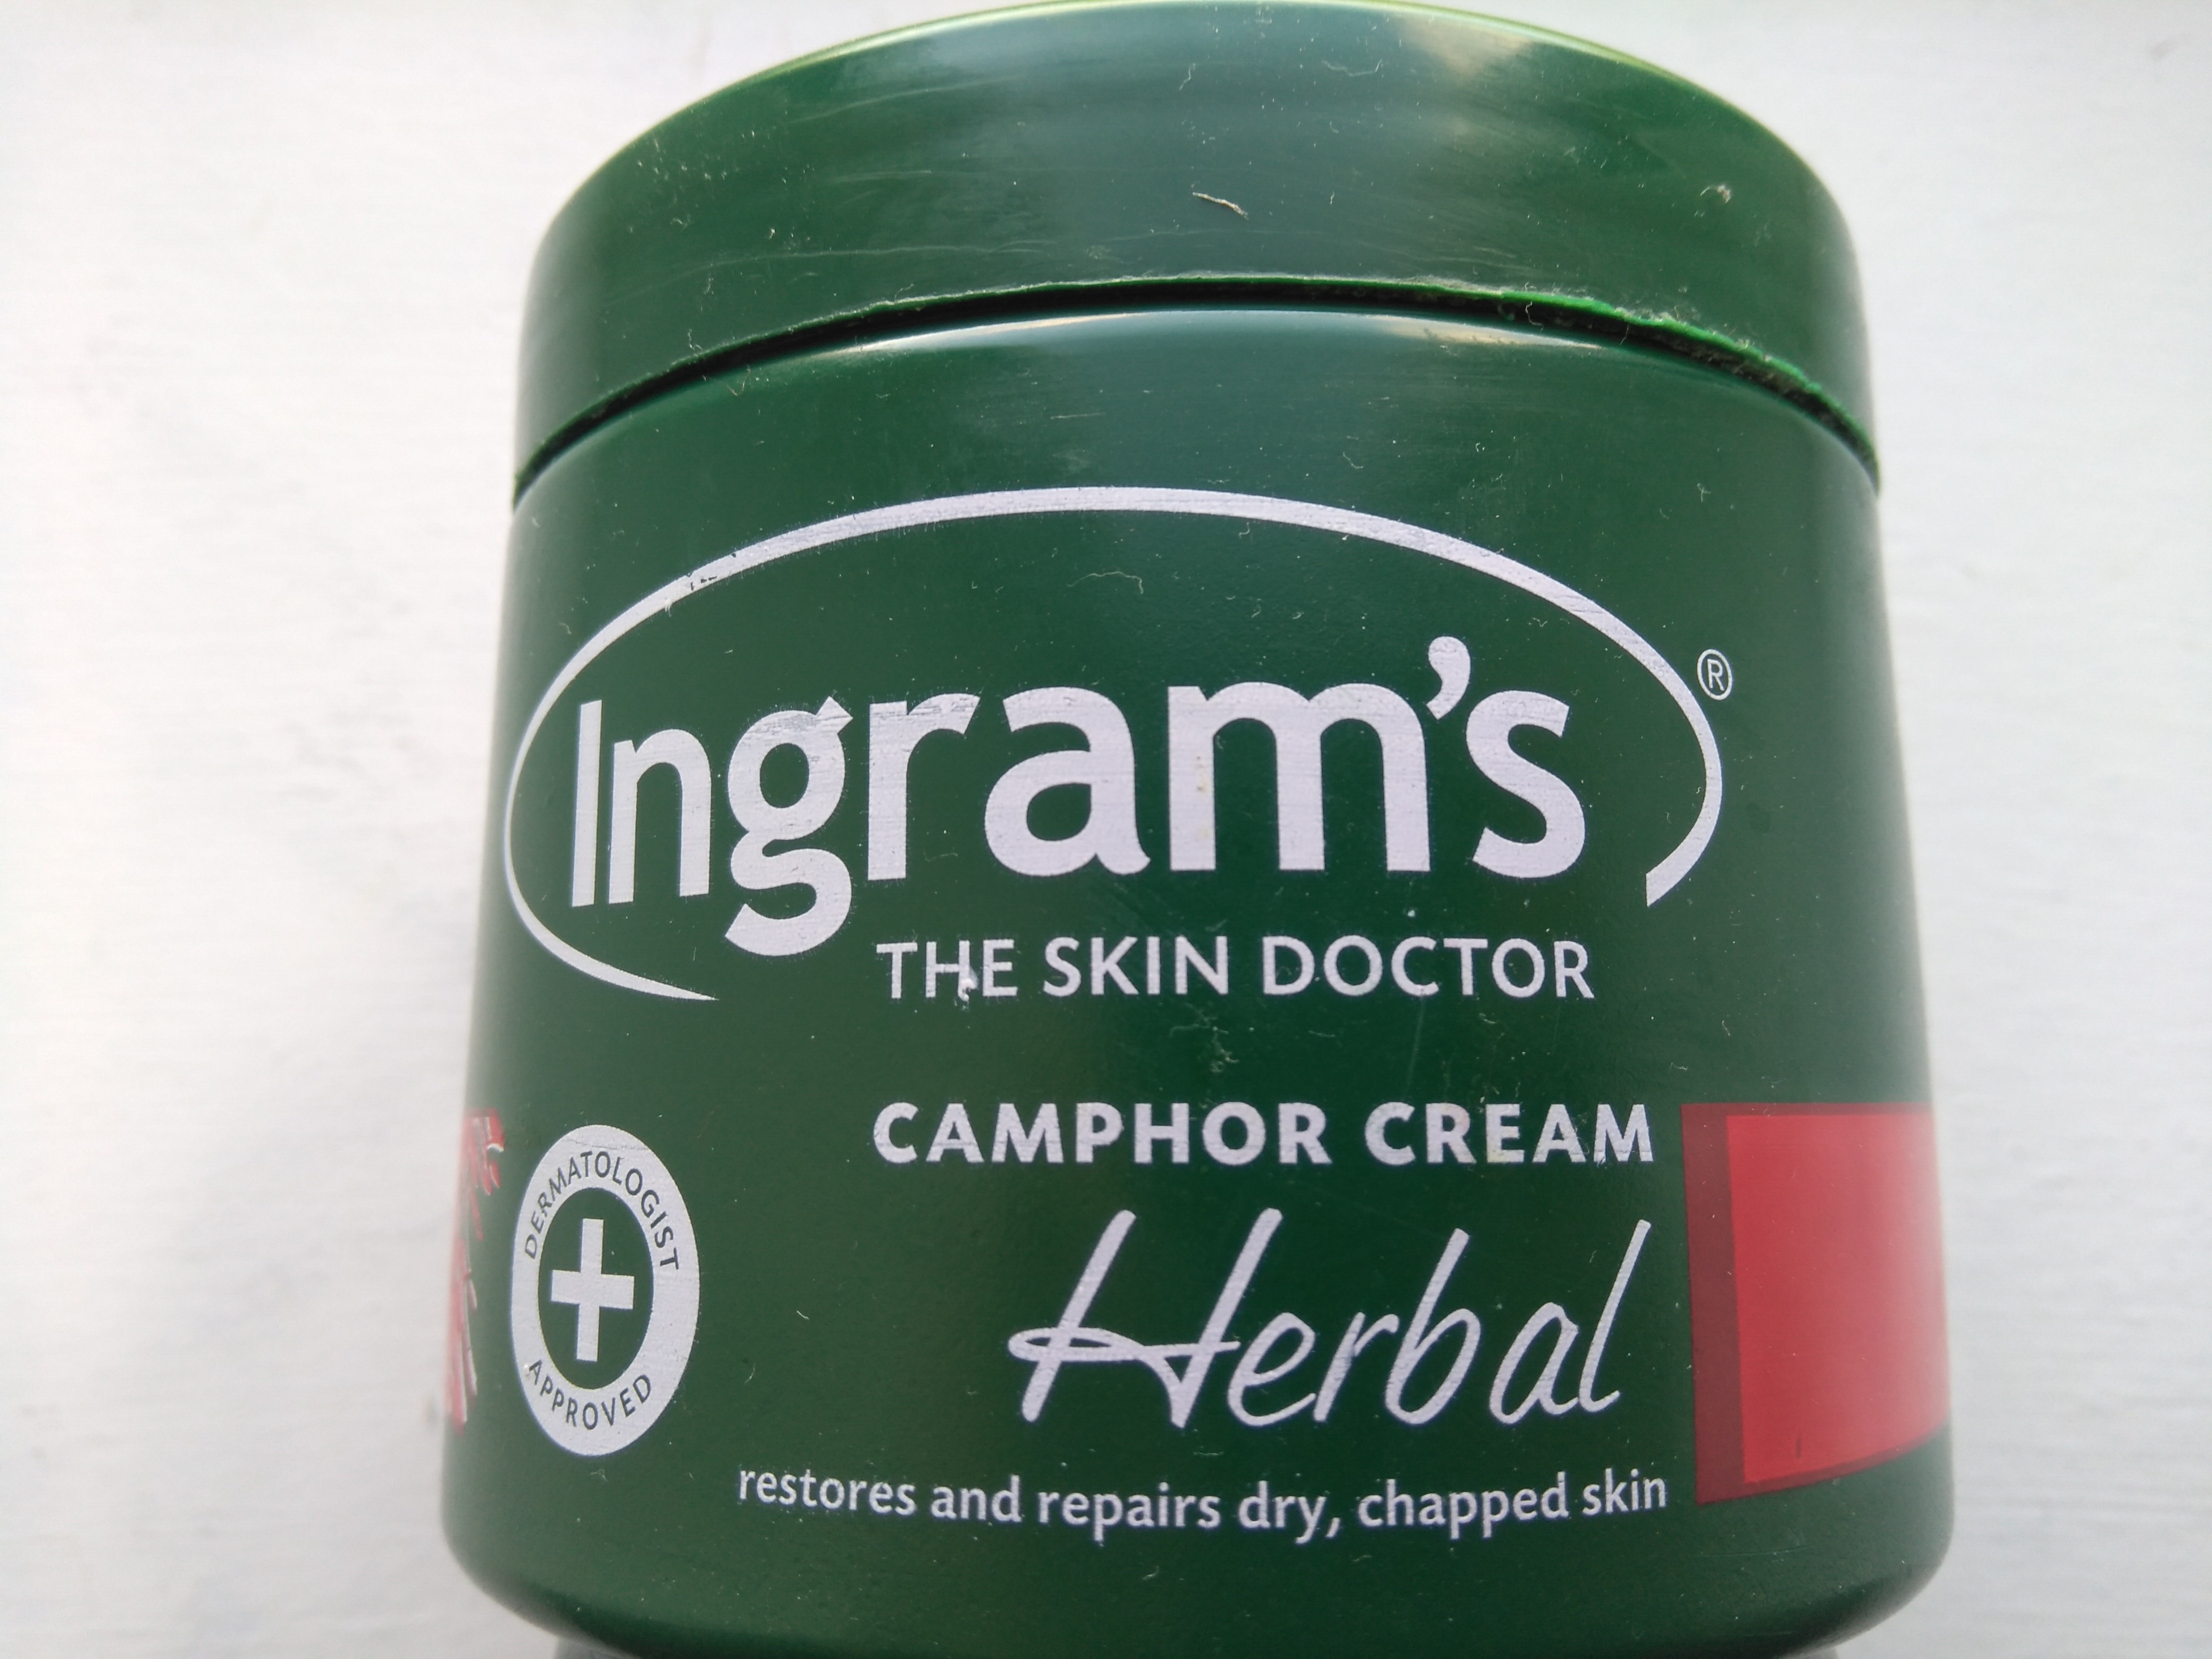 Ingram's®
THE SKIN DOCTOR
CAMPHOR CREAM
Herbal
DERMATOLOGIST
APPROVED
restores and repairs dry, chapped skin